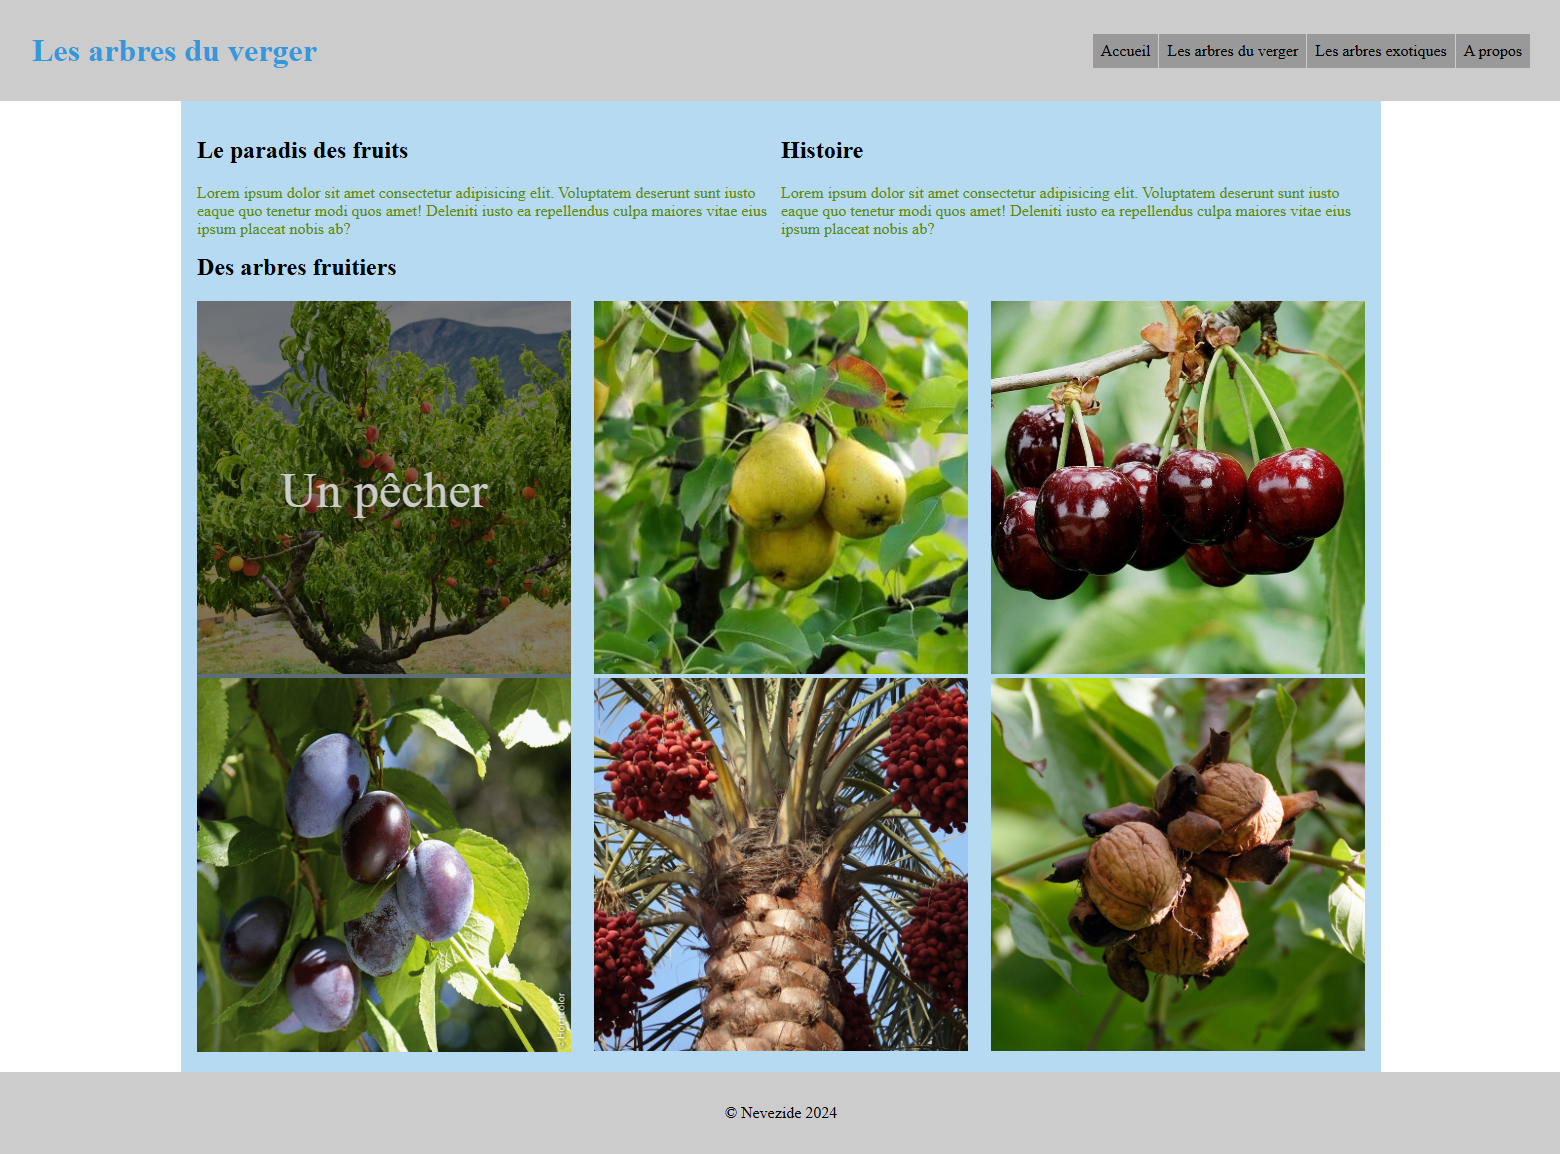 Les arbres du verger
Accueil
Les arbres du verger
Les arbres exotiques
A propos
Le paradis des fruits
Lorem ipsum dolor sit amet consectetur adipisicing elit. Voluptatem deserunt sunt iusto
eaque quo tenetur modi quos amet! Deleniti iusto ea repellendus culpa maiores vitae eius
ipsum placeat nobis ab?
Histoire
Lorem ipsum dolor sit amet consectetur adipisicing elit. Voluptatem deserunt sunt iusto
eaque quo tenetur modi quos amet! Deleniti iusto ea repellendus culpa maiores vitae eius
ipsum placeat nobis ab?
Des arbres fruitiers
Un pêcher
© Nevezide 2024